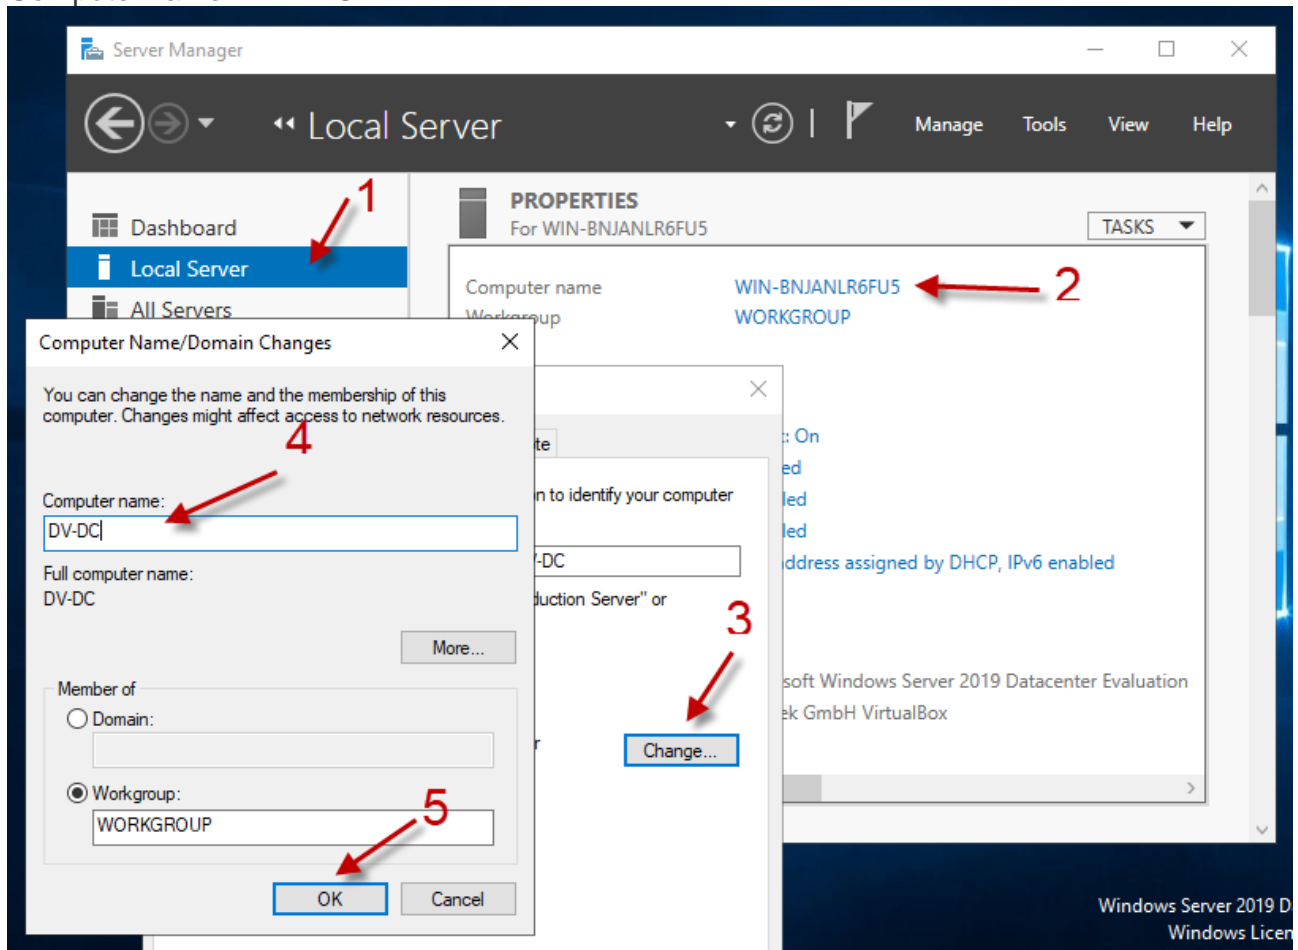 Server Manager
Local Server
Manage Tools View Help
1
Dashboard
Local Server
All Servers
PROPERTIES
For WIN-BNJANLR6FU5
TASKS
Computer name WIN-BNJANLR6FU5
2
Workgroup WORKGROUP
Computer Name/Domain Changes
You can change the name and the membership of this
computer. Changes might affect access to network resources.
4
Computer name:
DV-DC
Full computer name:
DV-DC
More...
Member of
Domain:
Workgroup:
WORKGROUP
5
OK Cancel
n to identify your computer
-DC
Server" or
3
Change...
: On
ed
led
led
address assigned by DHCP, IPv6 enabled
soft Windows Server 2019 Datacenter Evaluation
ek GmbH VirtualBox
Windows Server 2019 D
Windows Licen